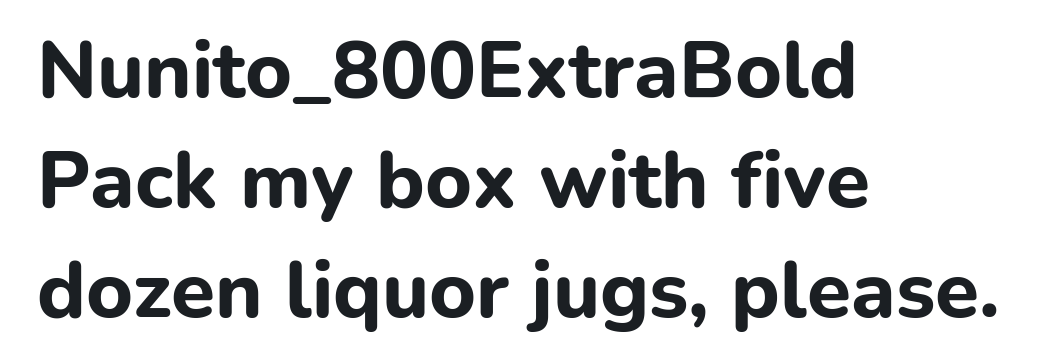 Nunito_800ExtraBold
Pack my box with five
dozen liquor jugs, please.